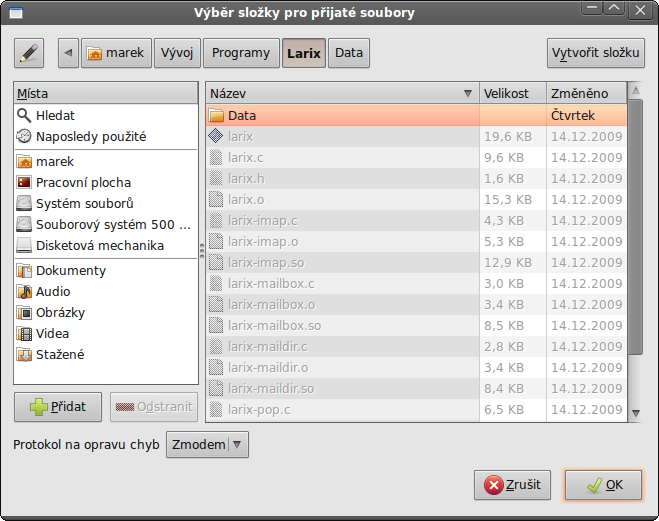 Výběr složky pro přijaté soubory
marek Vývoj Programy Larix Data Vytvořit složku
Místa
Hledat
Naposledy použité
marek
Pracovní plocha
Systém souborů
Souborový systém 500 ...
Disketová mechanika
Dokumenty
Audio
Obrázky
Videa
Stažené
Přidat Odstranit
Název Velikost Změněno
Data Čtvrtek
larix 19,6 KB 14.12.2009
larix.c 9,6 KB 14.12.2009
larix.h 1,6 KB 14.12.2009
larix.o 15,3 KB 14.12.2009
larix-imap.c 4,3 KB 14.12.2009
larix-imap.o 5,3 KB 14.12.2009
larix-imap.so 12,9 KB 14.12.2009
larix-mailbox.c 3,0 KB 14.12.2009
larix-mailbox.o 3,4 KB 14.12.2009
larix-mailbox.so 8,5 KB 14.12.2009
larix-maildir.c 2,8 KB 14.12.2009
larix-maildir.o 3,4 KB 14.12.2009
larix-maildir.so 8,4 KB 14.12.2009
larix-pop.c 6,5 KB 14.12.2009
Protokol na opravu chyb Zmodem
Zrušit OK